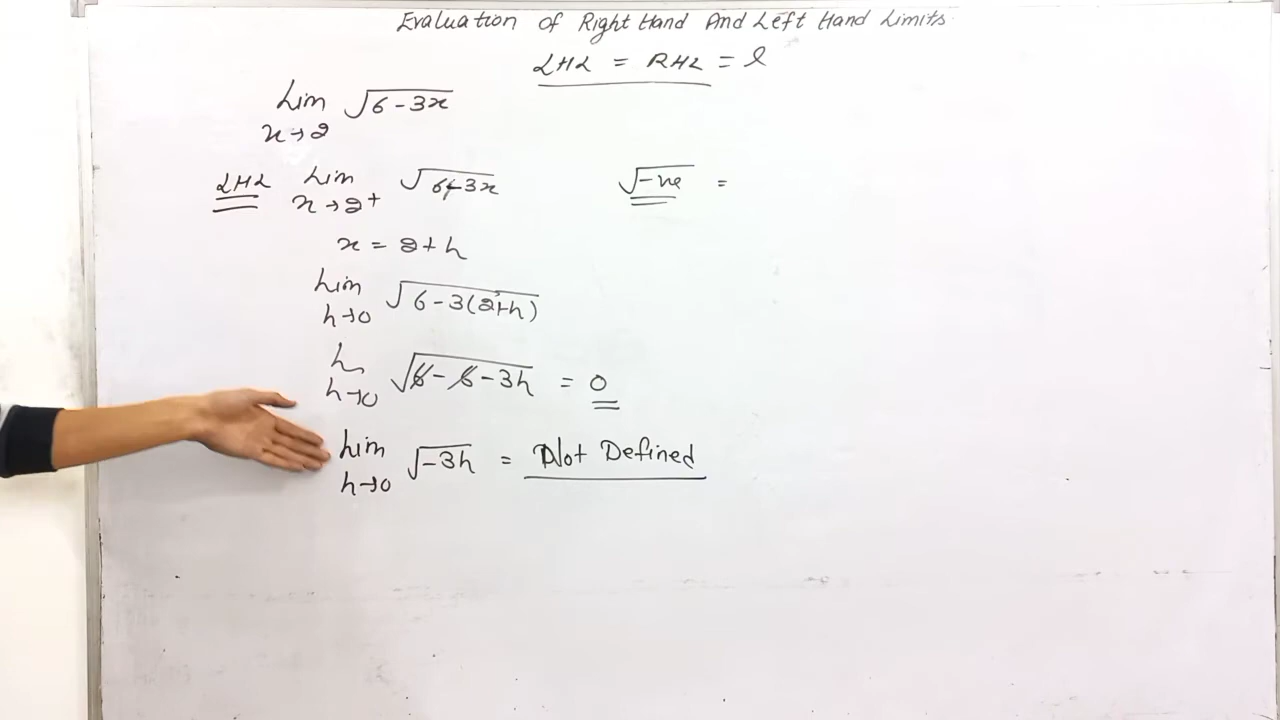 Evaluation of Right Hand And Left Hand Limits
LHL = RHL = l
Lim x→2 √6-3x
LHL Lim x→2+ √6-3x √-ve =
x = 2+h
Lim h→0 √6-3(2+h)
h→0 √6-6-3h = 0
Lim h→0 √-3h = Not Defined